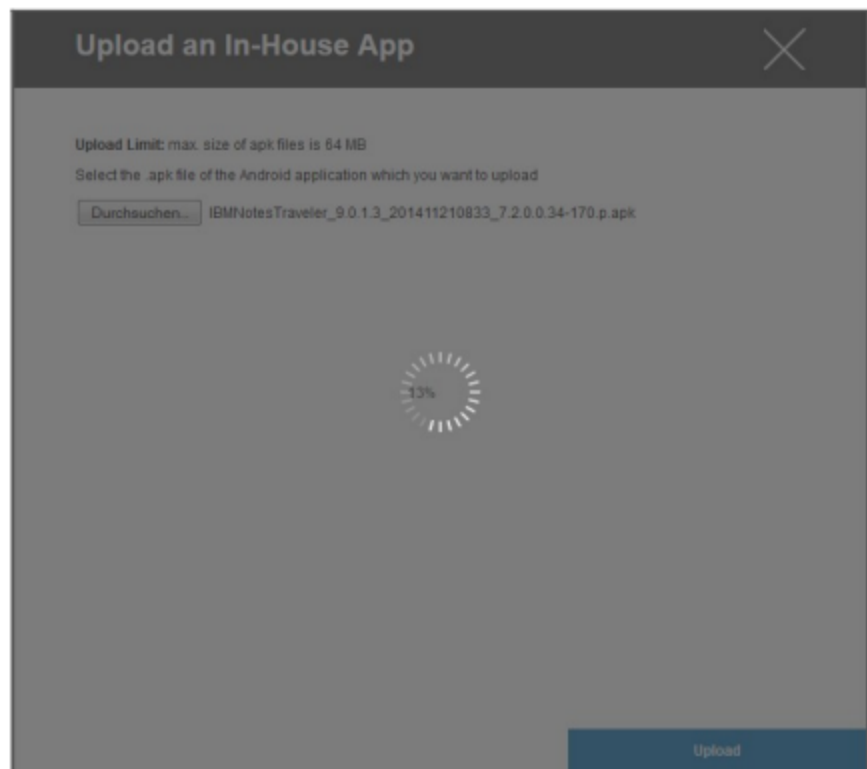 Upload an In-House App
Upload Limit: max. size of apk files is 64 MB
Select the .apk file of the Android application which you want to upload
Durchsuchen... IBMNotesTraveler_9.0.1.3_201411210833_7.2.0.0.34-170.p.apk
13%
Upload